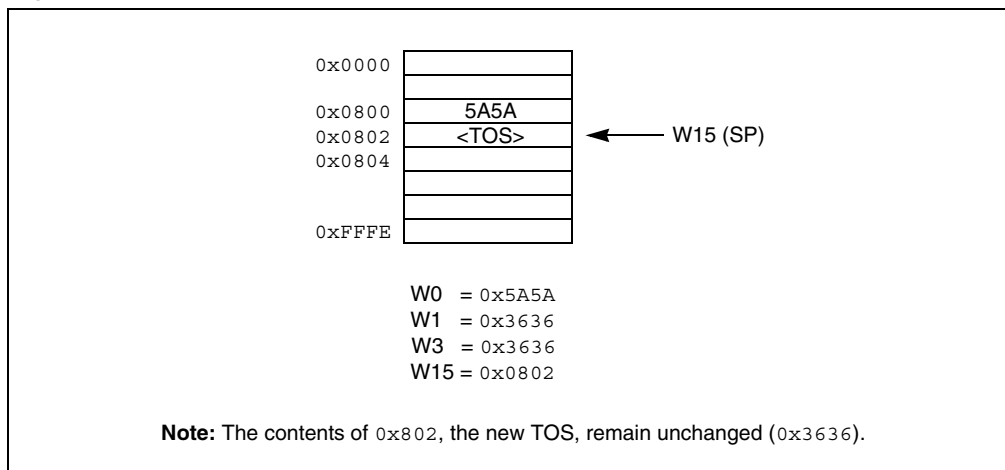 0x0000
0x0800 5A5A
0x0802 <TOS> W15 (SP)
0x0804
0xFFFE
W0 = 0x5A5A
W1 = 0x3636
W3 = 0x3636
W15 = 0x0802
Note: The contents of 0x802, the new TOS, remain unchanged (0x3636).